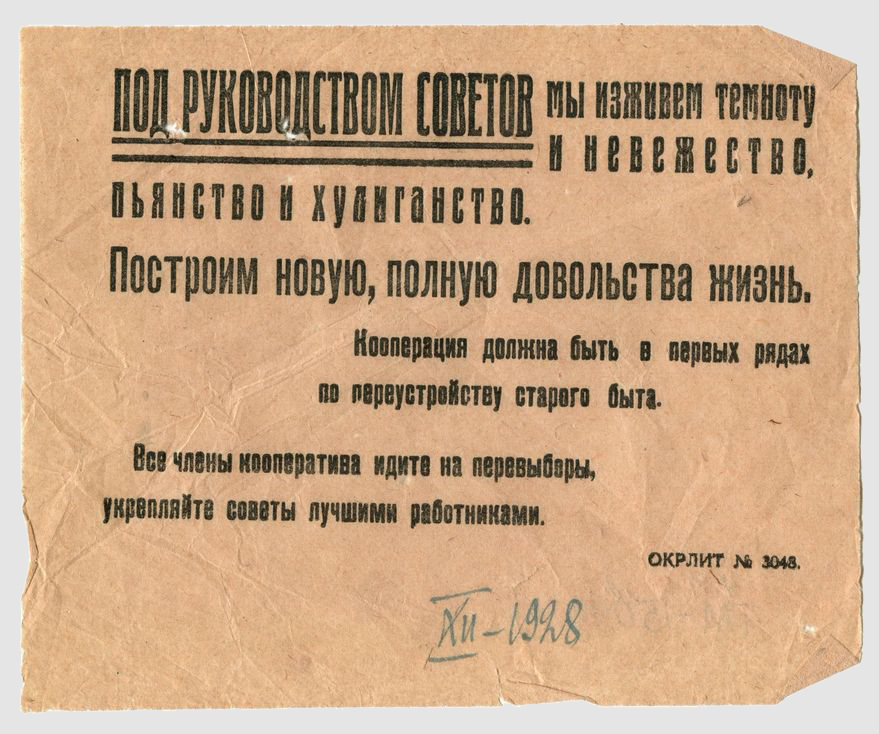 ПОД РУКОВОДСТВОМ СОВЕТОВ мы изживем темноту
и невежество,
пьянство и хулиганство.
Построим новую, полную довольства жизнь.
Кооперация должна быть в первых рядах
по переустройству старого быта.
Все члены кооператива идите на перевыборы,
укрепляйте советы лучшими работниками.
ОКРЛИТ № 3048.
XII – 1928